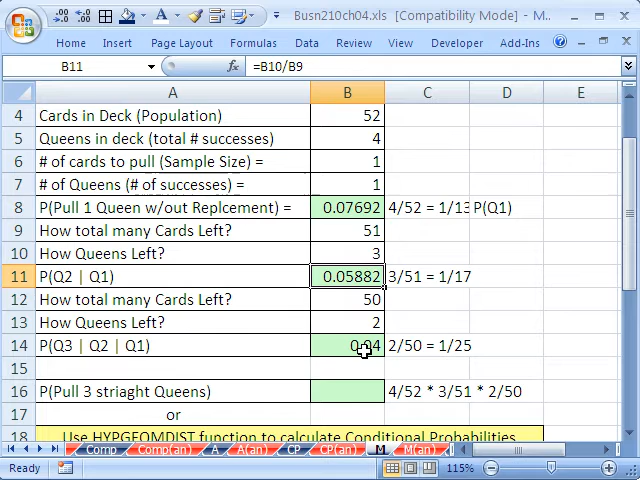 Busn210ch04.xls [Compatibility Mode] - M...
Home Insert Page Layout Formulas Data Review View Developer Add-Ins
B11 fx =B10/B9
A B C D E
4 Cards in Deck (Population) 52
5 Queens in deck (total # successes) 4
6 # of cards to pull (Sample Size) = 1
7 # of Queens (# of successes) = 1
8 P(Pull 1 Queen w/out Replcement) = 0.07692 4/52 = 1/13 P(Q1)
9 How total many Cards Left? 51
10 How Queens Left? 3
11 P(Q2 | Q1) 0.05882 3/51 = 1/17
12 How total many Cards Left? 50
13 How Queens Left? 2
14 P(Q3 | Q2 | Q1) 0.04 2/50 = 1/25
15
16 P(Pull 3 striaght Queens) 4/52 * 3/51 * 2/50
17 or
18 Use HYPGEOMDIST function to calculate Conditional Probabilities
Comp Comp(an) A A(an) CP CP(an) M M(an)
Ready 115%